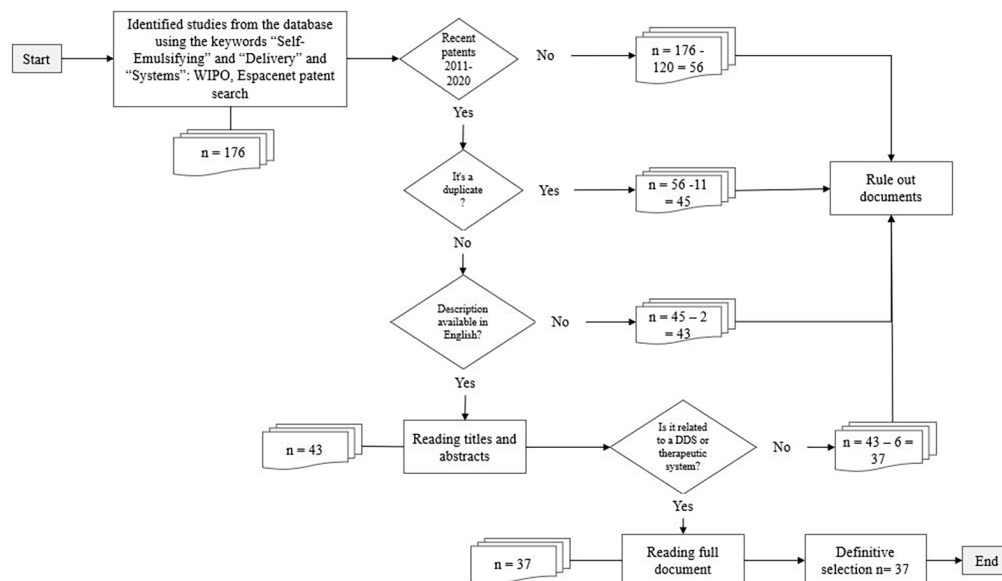 Start
Identified studies from the database
using the keywords “Self-
Emulsifying” and “Delivery” and
“Systems”: WIPO, Espacenet patent
search
n = 176
Recent
patents
2011-
2020
No
n = 176 -
120 = 56
Yes
It's a
duplicate
?
Yes
n = 56 -11
= 45
Rule out
documents
No
Description
available in
English?
No
n = 45 – 2
= 43
Yes
n = 43
Reading titles and
abstracts
Is it related
to a DDS or
therapeutic
system?
No
n = 43 – 6 =
37
Yes
n = 37
Reading full
document
Definitive
selection n= 37
End